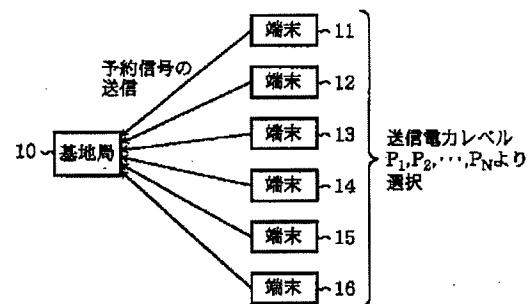 端末 11
予約信号の
送信
端末 12
10 基地局
端末 13
送信電力レベル
P1,P2,・・・,PNより
選択
端末 14
端末 15
端末 16